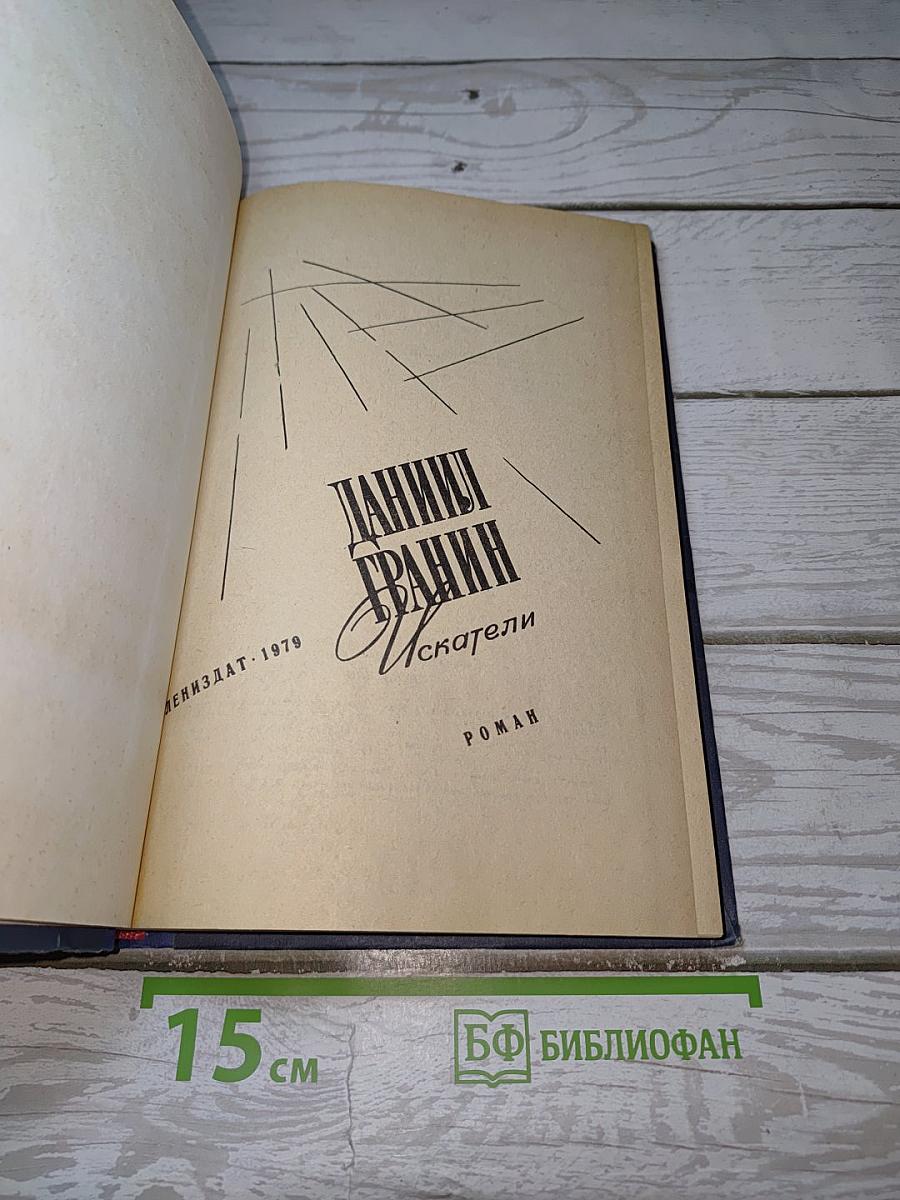 ДАНИИЛ
ГРАНИН
Искатели
ЛЕНИЗДАТ · 1979
РОМАН
15 см
БФ БИБЛИОФАН